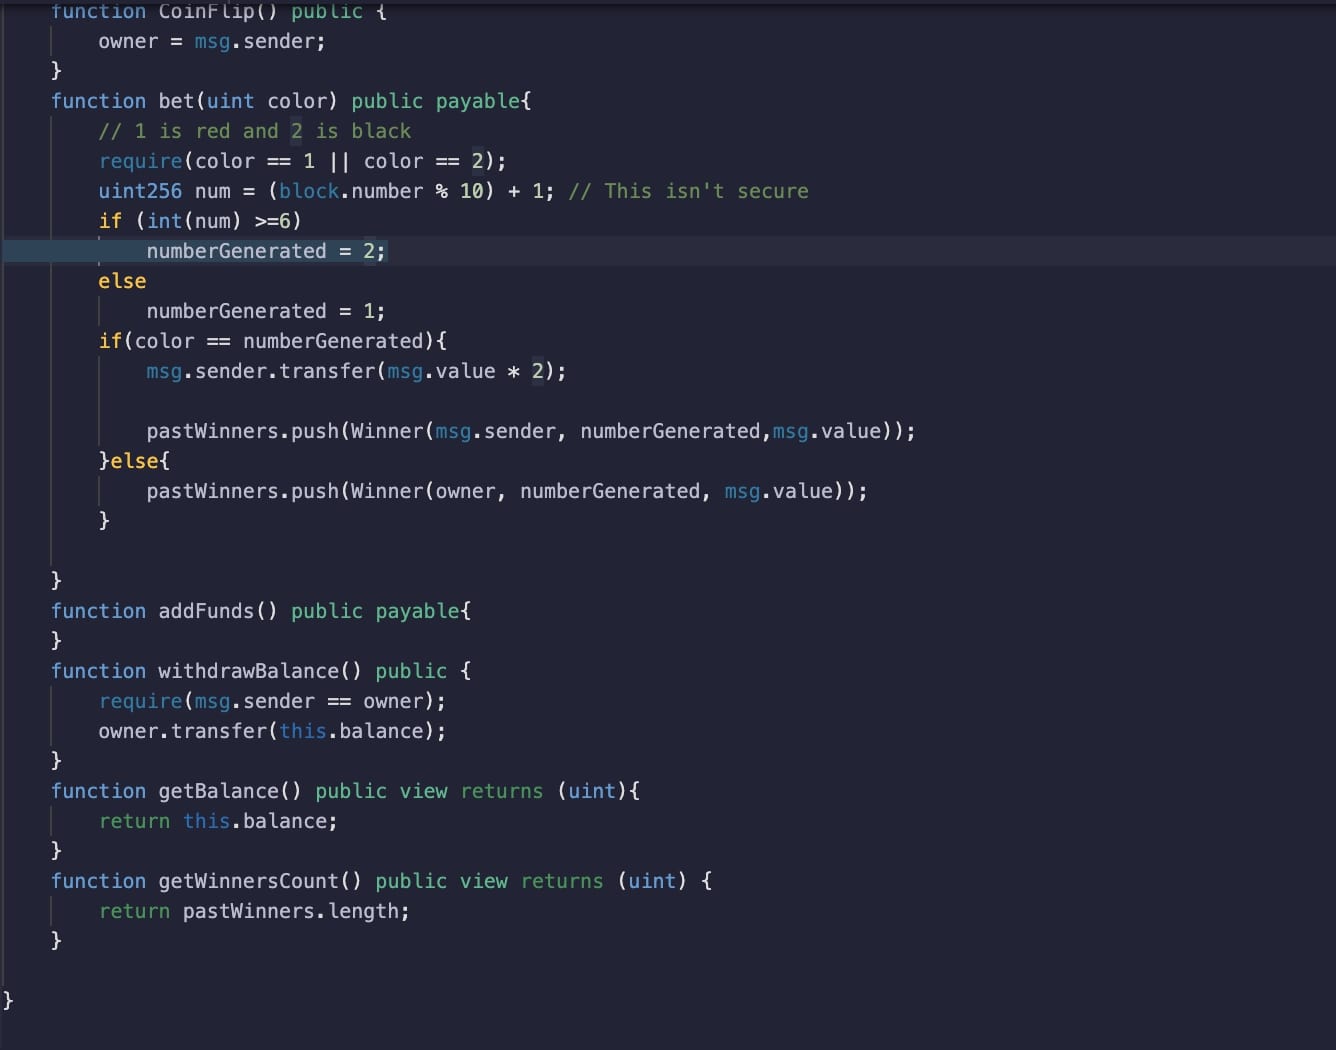 function CoinFlip() public {
owner = msg.sender;
}
function bet(uint color) public payable{
// 1 is red and 2 is black
require(color == 1 || color == 2);
uint256 num = (block.number % 10) + 1; // This isn't secure
if (int(num) >=6)
numberGenerated = 2;
else
numberGenerated = 1;
if(color == numberGenerated){
msg.sender.transfer(msg.value * 2);
pastWinners.push(Winner(msg.sender, numberGenerated,msg.value));
}else{
pastWinners.push(Winner(owner, numberGenerated, msg.value));
}
}
function addFunds() public payable{
}
function withdrawBalance() public {
require(msg.sender == owner);
owner.transfer(this.balance);
}
function getBalance() public view returns (uint){
return this.balance;
}
function getWinnersCount() public view returns (uint) {
return pastWinners.length;
}
}